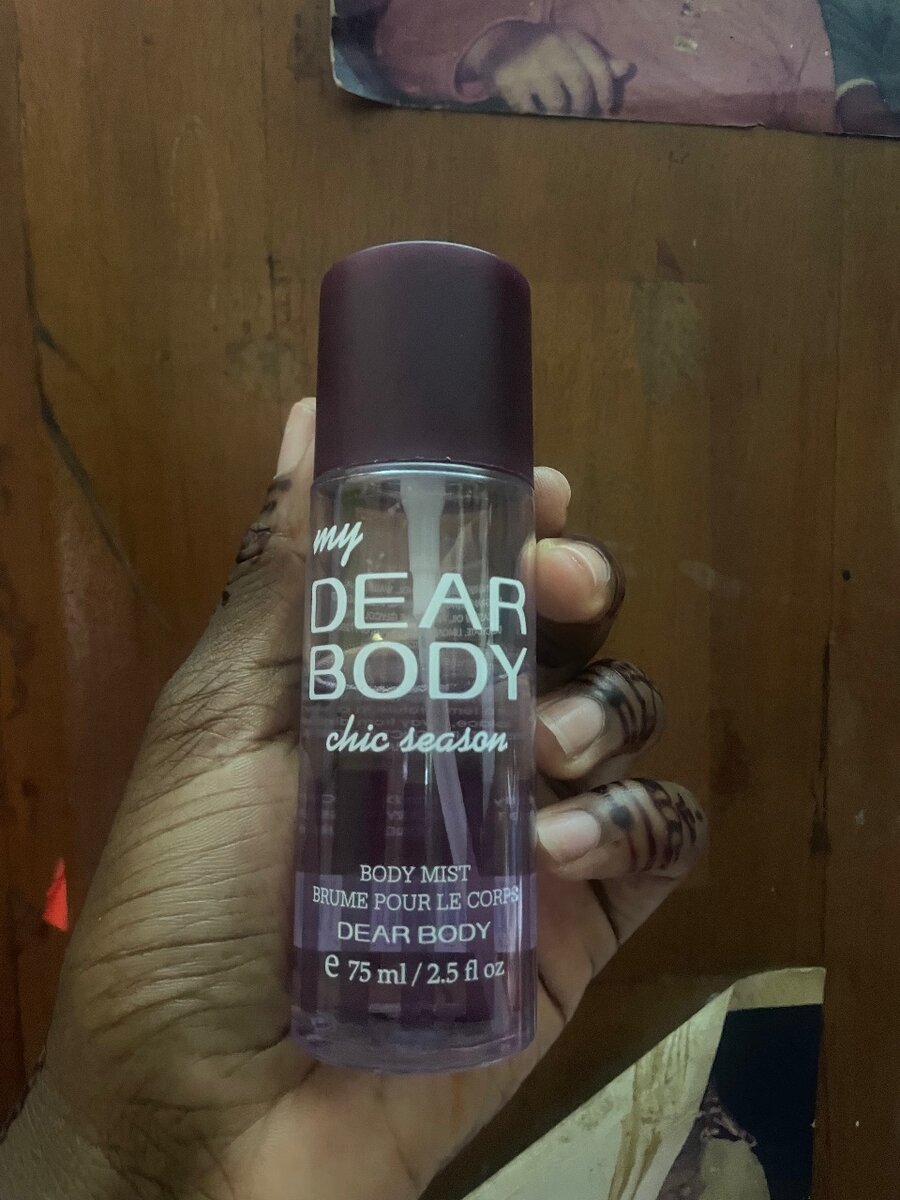 my
DEAR
BODY
chic season
BODY MIST
BRUME POUR LE CORPS
DEAR BODY
e 75 ml / 2.5 fl oz